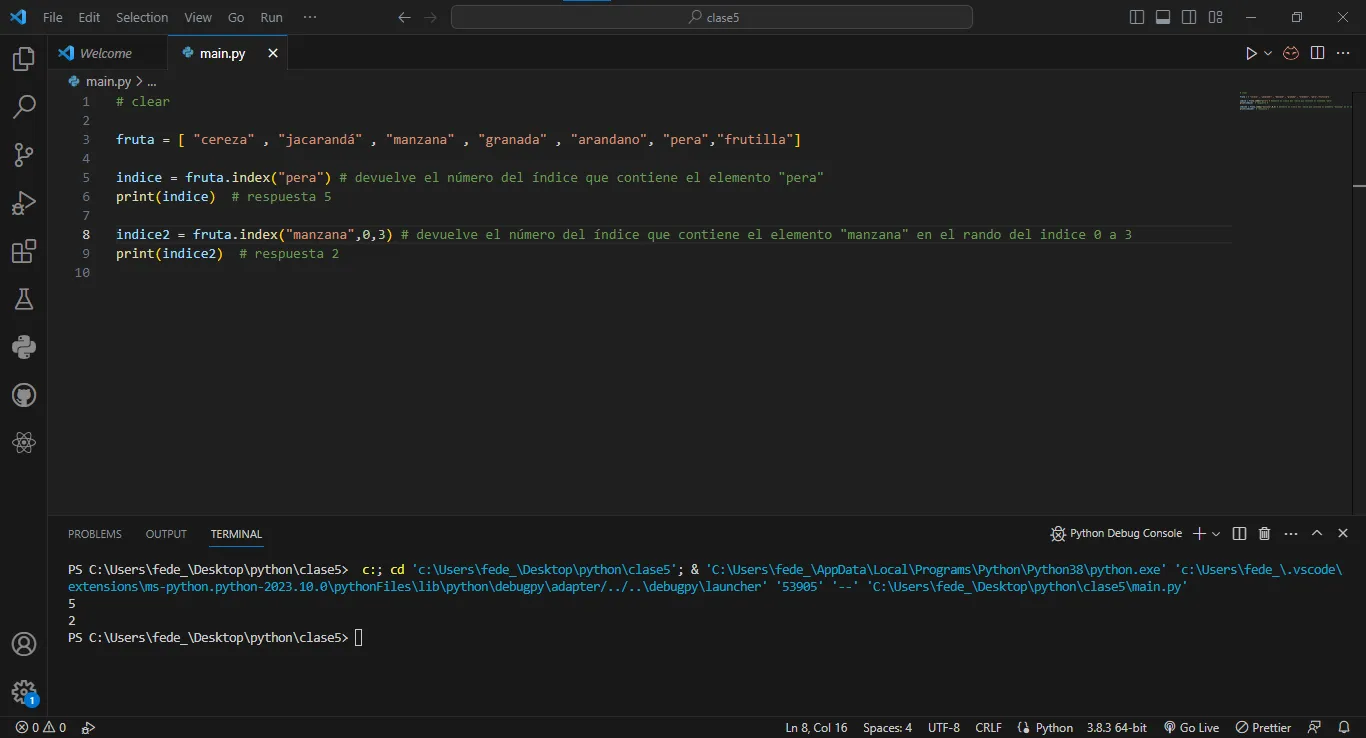 File Edit Selection View Go Run ··· clase5
Welcome main.py
main.py > ...
1 # clear
2
3 fruta = [ "cereza" , "jacarandá" , "manzana" , "granada" , "arandano", "pera","frutilla"]
4
5 indice = fruta.index("pera") # devuelve el número del índice que contiene el elemento "pera"
6 print(indice)  # respuesta 5
7
8 indice2 = fruta.index("manzana",0,3) # devuelve el número del índice que contiene el elemento "manzana" en el rando del indice 0 a 3
9 print(indice2)  # respuesta 2
10
PROBLEMS OUTPUT TERMINAL Python Debug Console
PS C:\Users\fede_\Desktop\python\clase5>  c:; cd 'c:\Users\fede_\Desktop\python\clase5'; & 'C:\Users\fede_\AppData\Local\Programs\Python\Python38\python.exe' 'c:\Users\fede_\.vscode\
extensions\ms-python.python-2023.10.0\pythonFiles\lib\python\debugpy\adapter/../..\debugpy\launcher' '53905' '--' 'C:\Users\fede_\Desktop\python\clase5\main.py'
5
2
PS C:\Users\fede_\Desktop\python\clase5>
1
0 0 Ln 8, Col 16 Spaces: 4 UTF-8 CRLF Python 3.8.3 64-bit Go Live Prettier